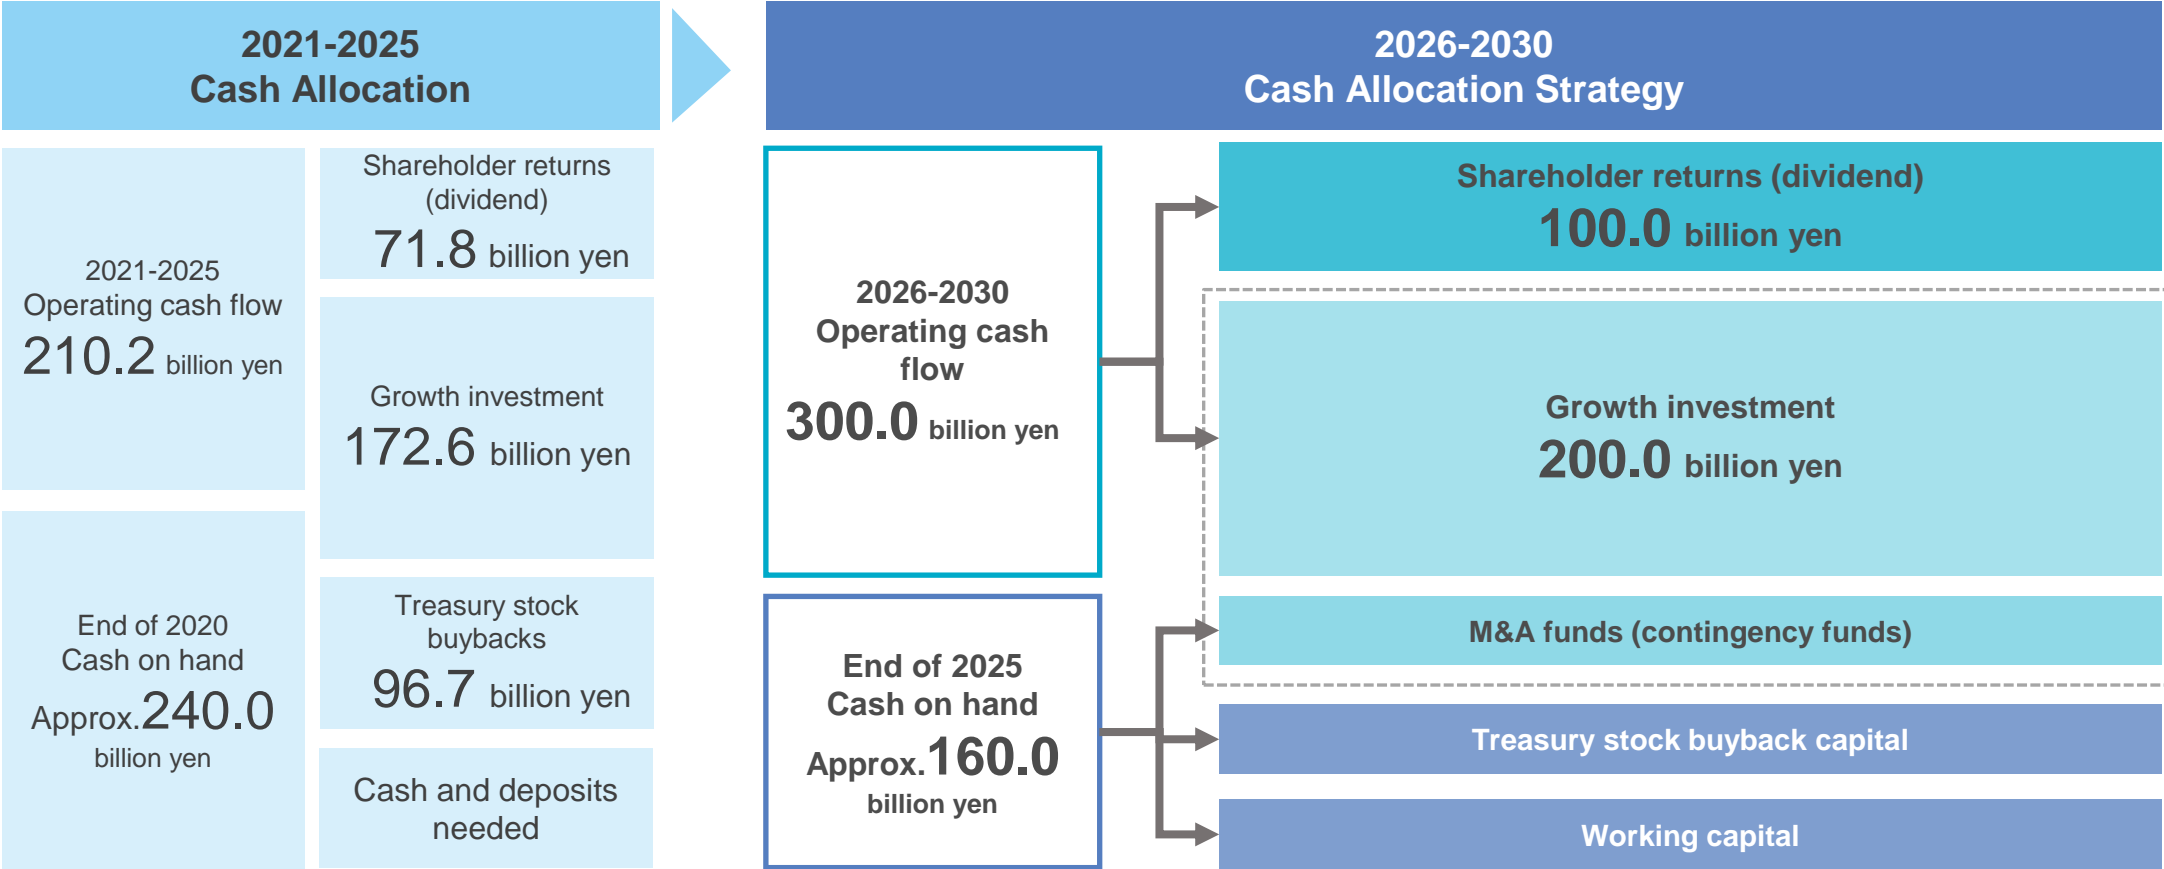 2021-2025
Cash Allocation
2021-2025
Operating cash flow
210.2 billion yen
End of 2020
Cash on hand
Approx.240.0
billion yen
Shareholder returns
(dividend)
71.8 billion yen
Growth investment
172.6 billion yen
Treasury stock
buybacks
96.7 billion yen
Cash and deposits
needed
2026-2030
Cash Allocation Strategy
2026-2030
Operating cash
flow
300.0 billion yen
End of 2025
Cash on hand
Approx.160.0
billion yen
Shareholder returns (dividend)
100.0 billion yen
Growth investment
200.0 billion yen
M&A funds (contingency funds)
Treasury stock buyback capital
Working capital